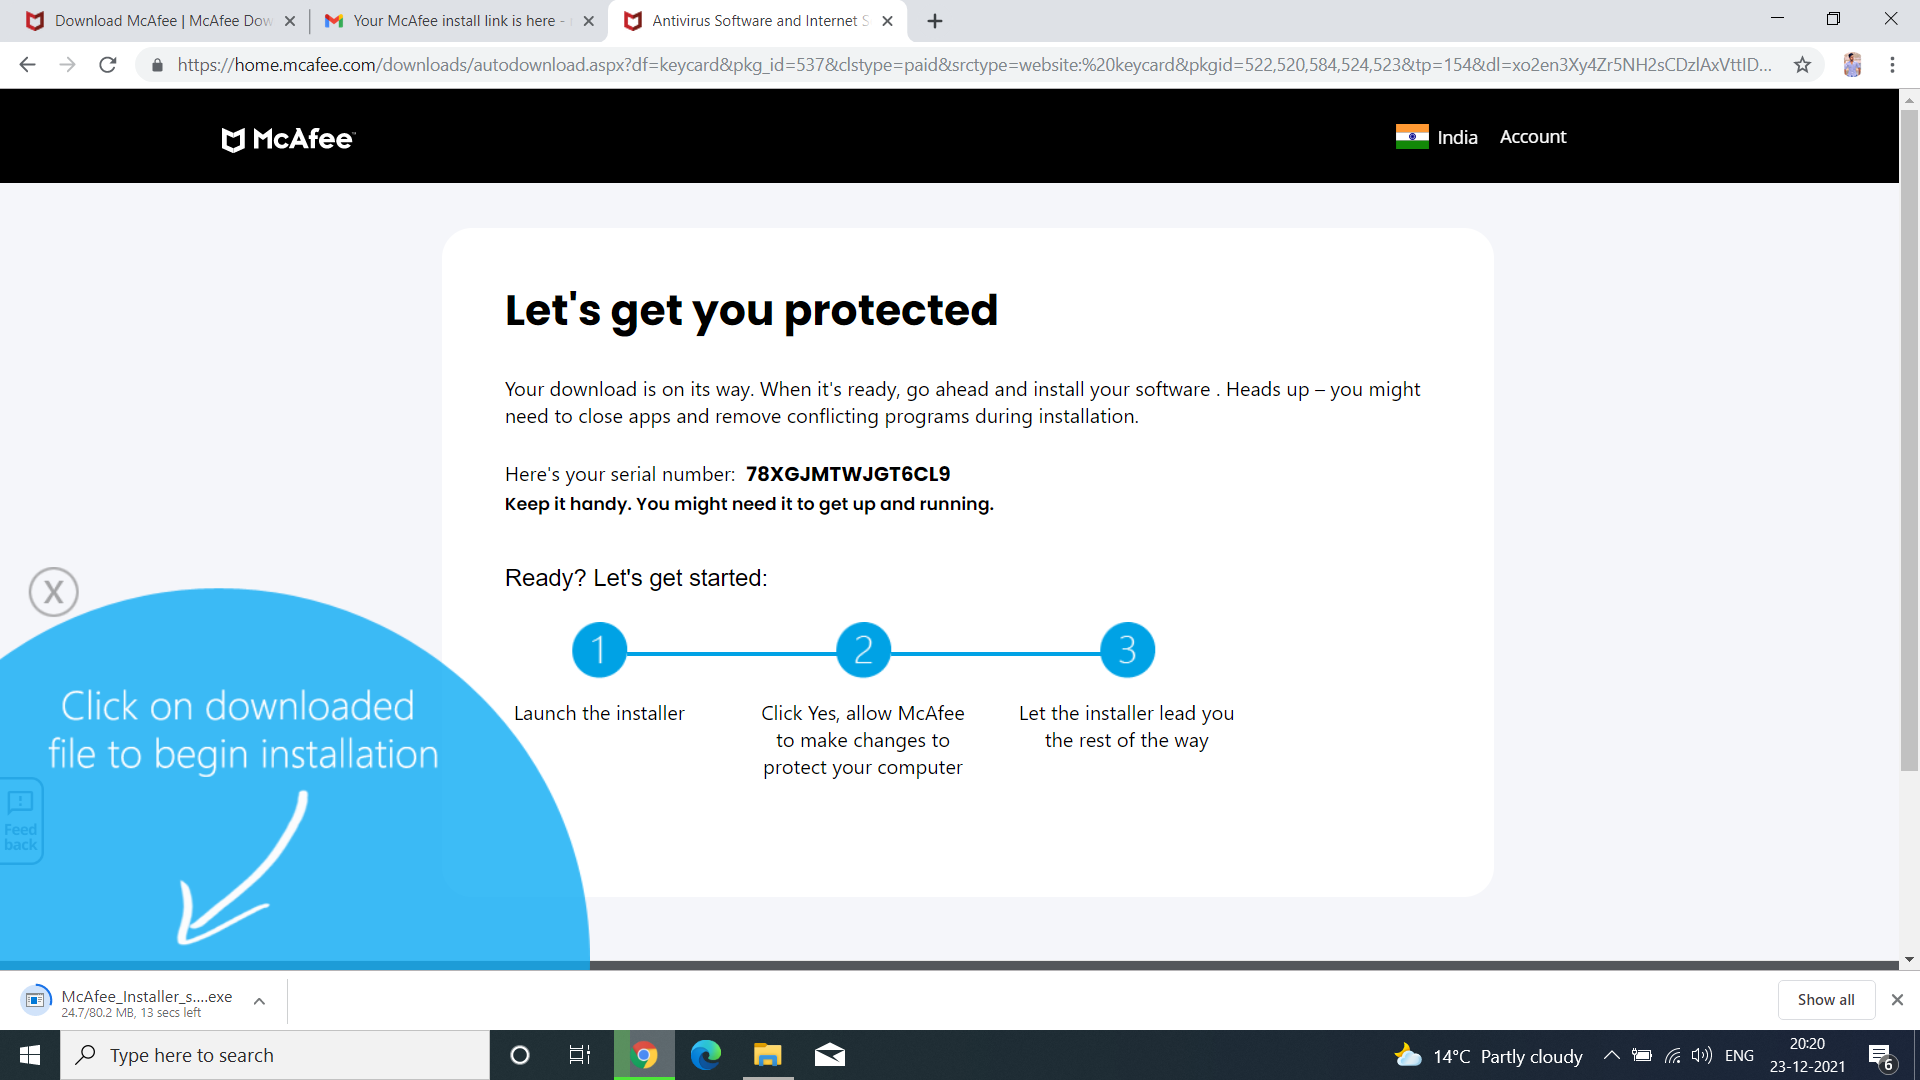 Download McAfee | McAfee Dow
Your McAfee install link is here -
Antivirus Software and Internet S
https://home.mcafee.com/downloads/autodownload.aspx?df=keycard&pkg_id=537&clstype=paid&srctype=website:%20keycard&pkgid=522,520,584,524,523&tp=154&dl=xo2en3Xy4Zr5NH2sCDzlAxVttID...
McAfee™
India
Account
Let's get you protected
Your download is on its way. When it's ready, go ahead and install your software . Heads up – you might
need to close apps and remove conflicting programs during installation.
Here's your serial number: 78XGJMTWJGT6CL9
Keep it handy. You might need it to get up and running.
Ready? Let's get started:
X
1
2
3
Launch the installer
Click Yes, allow McAfee
to make changes to
protect your computer
Let the installer lead you
the rest of the way
Click on downloaded
file to begin installation
Feed
back
McAfee_Installer_s....exe
24.7/80.2 MB, 13 secs left
Show all
Type here to search
14°C Partly cloudy
ENG
20:20
23-12-2021
6